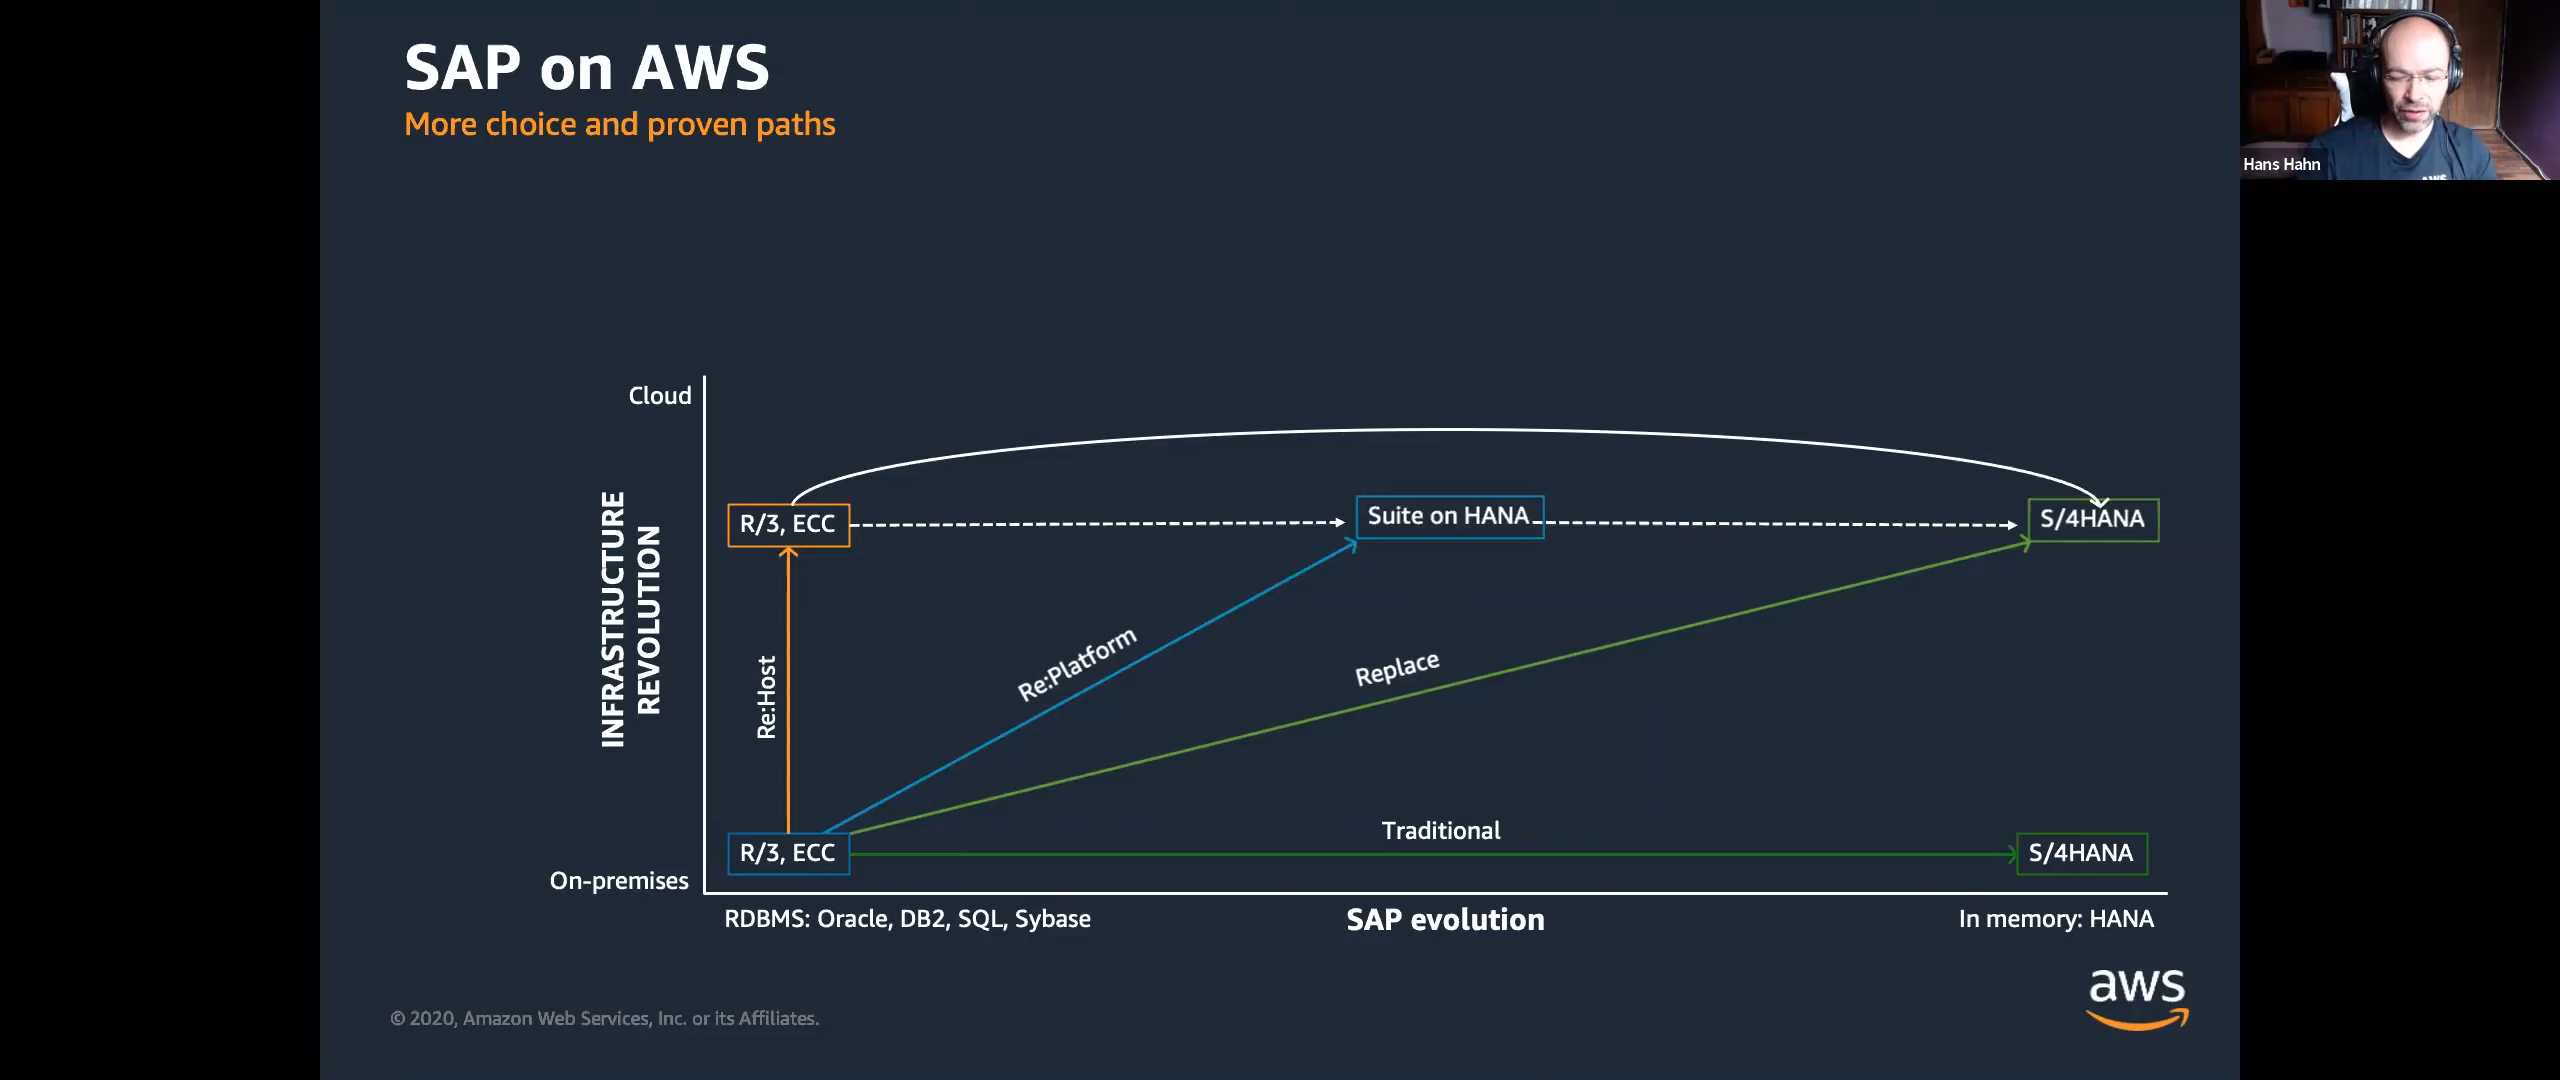 SAP on AWS
More choice and proven paths
Hans Hahn
AWS
Cloud
R/3, ECC
Suite on HANA
S/4HANA
INFRASTRUCTURE
REVOLUTION
Re:Host
Re:Platform
Replace
Traditional
R/3, ECC
S/4HANA
On-premises
RDBMS: Oracle, DB2, SQL, Sybase
SAP evolution
In memory: HANA
aws
© 2020, Amazon Web Services, Inc. or its Affiliates.